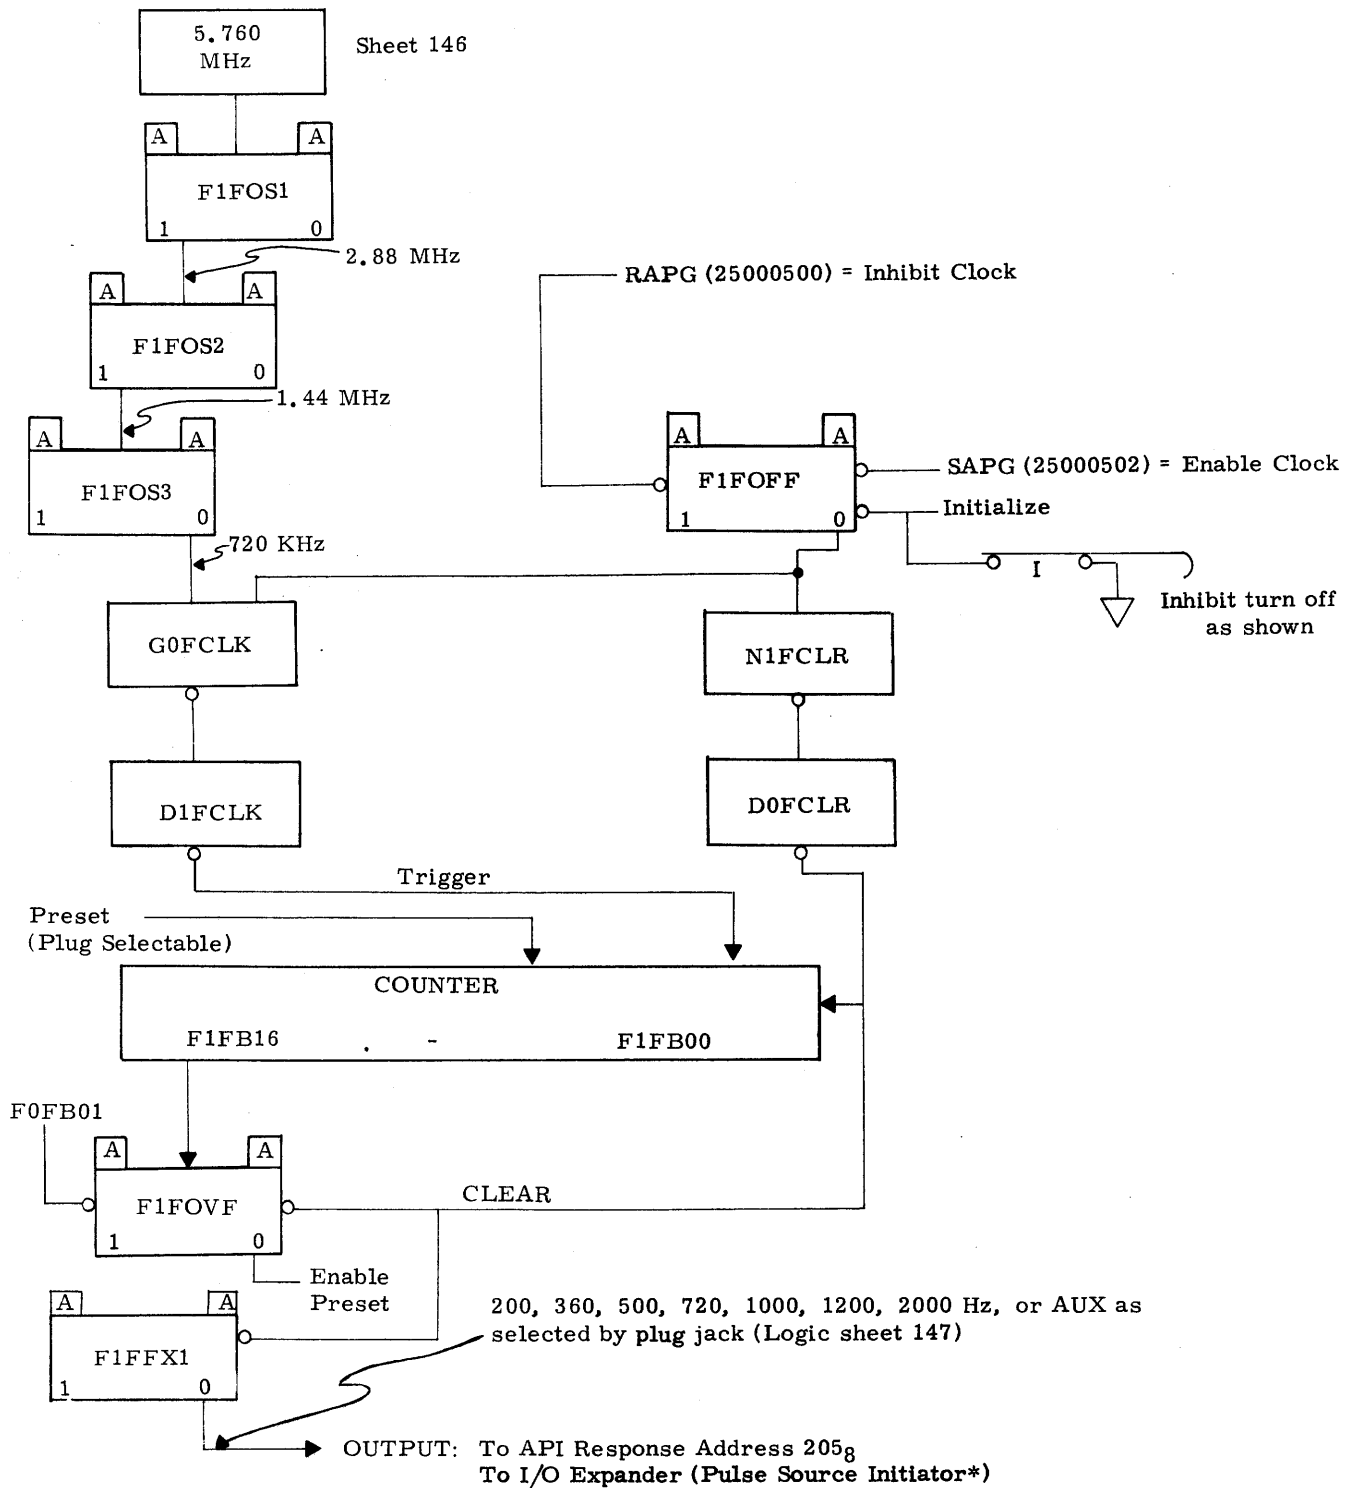 5.760
MHz
Sheet 146
A A
F1FOS1
1 0
2.88 MHz
A A
F1FOS2
1 0
1.44 MHz
A A
F1FOS3
1 0
720 KHz
RAPG (25000500) = Inhibit Clock
A A
F1FOFF
1 0
SAPG (25000502) = Enable Clock
Initialize
I
Inhibit turn off
as shown
G0FCLK
N1FCLR
D1FCLK
D0FCLR
Trigger
Preset
(Plug Selectable)
COUNTER
F1FB16 - F1FB00
F0FB01
A A
F1FOVF
1 0
CLEAR
Enable
Preset
A A
F1FFX1
1 0
200, 360, 500, 720, 1000, 1200, 2000 Hz, or AUX as
selected by plug jack (Logic sheet 147)
OUTPUT: To API Response Address 205₈
To I/O Expander (Pulse Source Initiator*)